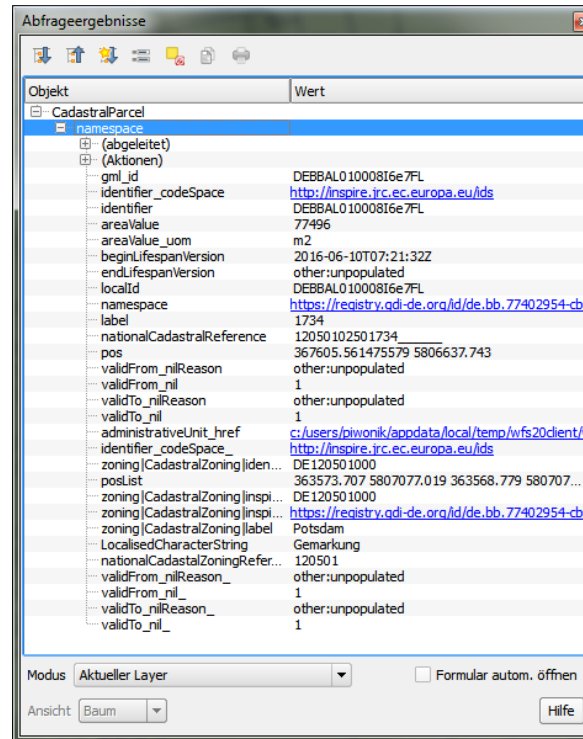 Abfrageergebnisse
Objekt Wert
CadastralParcel
namespace
(abgeleitet)
(Aktionen)
gml_id DEBBAL010008I6e7FL
identifier_codeSpace http://inspire.jrc.ec.europa.eu/ids
identifier DEBBAL010008I6e7FL
areaValue 77496
areaValue_uom m2
beginLifespanVersion 2016-06-10T07:21:32Z
endLifespanVersion other:unpopulated
localId DEBBAL010008I6e7FL
namespace https://registry.gdi-de.org/id/de.bb.77402954-cb
label 1734
nationalCadastralReference 12050102501734______
pos 367605.561475579 5806637.743
validFrom_nilReason other:unpopulated
validFrom_nil 1
validTo_nilReason other:unpopulated
validTo_nil 1
administrativeUnit_href c:/users/piwonik/appdata/local/temp/wfs20client/
identifier_codeSpace_ http://inspire.jrc.ec.europa.eu/ids
zoning|CadastralZoning|iden... DE120501000
posList 363573.707 5807077.019 363568.779 580707...
zoning|CadastralZoning|inspi... DE120501000
zoning|CadastralZoning|inspi... https://registry.gdi-de.org/id/de.bb.77402954-cb
zoning|CadastralZoning|label Potsdam
LocalisedCharacterString Gemarkung
nationalCadastalZoningRefer... 120501
validFrom_nilReason_ other:unpopulated
validFrom_nil_ 1
validTo_nilReason_ other:unpopulated
validTo_nil_ 1
Modus Aktueller Layer Formular autom. öffnen
Ansicht Baum Hilfe